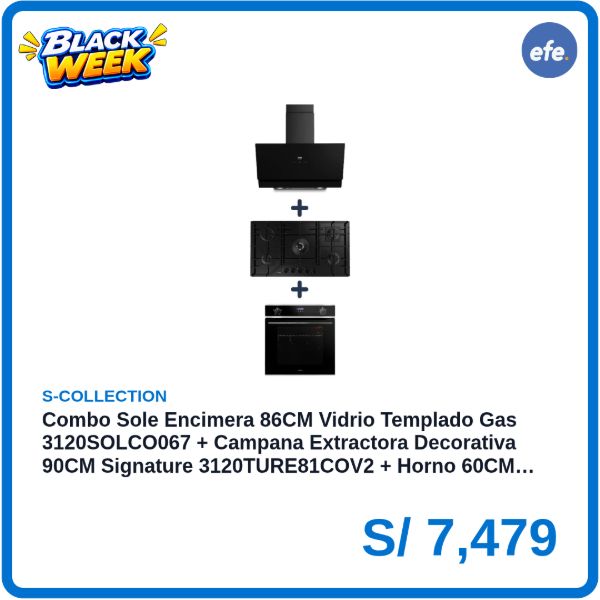 BLACK
WEEK
efe.
S-COLLECTION
Combo Sole Encimera 86CM Vidrio Templado Gas
3120SOLCO067 + Campana Extractora Decorativa
90CM Signature 3120TURE81COV2 + Horno 60CM...
S/ 7,479